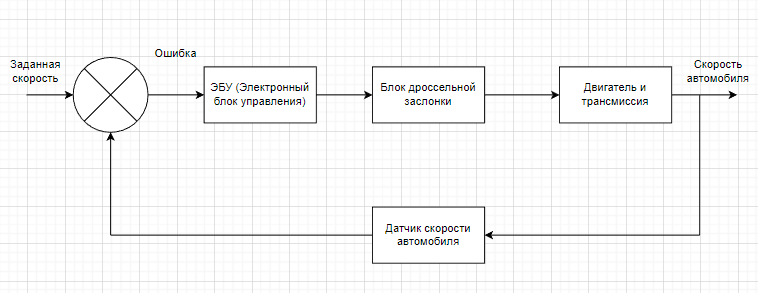 Заданная
скорость
Ошибка
ЭБУ (Электронный
блок управления)
Блок дроссельной
заслонки
Двигатель и
трансмиссия
Скорость
автомобиля
Датчик скорости
автомобиля